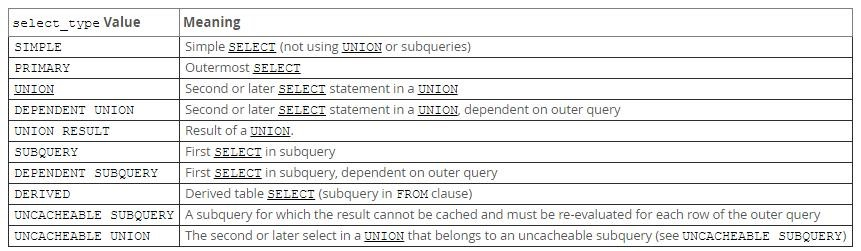 select_type Value Meaning
SIMPLE Simple SELECT (not using UNION or subqueries)
PRIMARY Outermost SELECT
UNION Second or later SELECT statement in a UNION
DEPENDENT UNION Second or later SELECT statement in a UNION, dependent on outer query
UNION RESULT Result of a UNION.
SUBQUERY First SELECT in subquery
DEPENDENT SUBQUERY First SELECT in subquery, dependent on outer query
DERIVED Derived table SELECT (subquery in FROM clause)
UNCACHEABLE SUBQUERY A subquery for which the result cannot be cached and must be re-evaluated for each row of the outer query
UNCACHEABLE UNION The second or later select in a UNION that belongs to an uncacheable subquery (see UNCACHEABLE SUBQUERY)